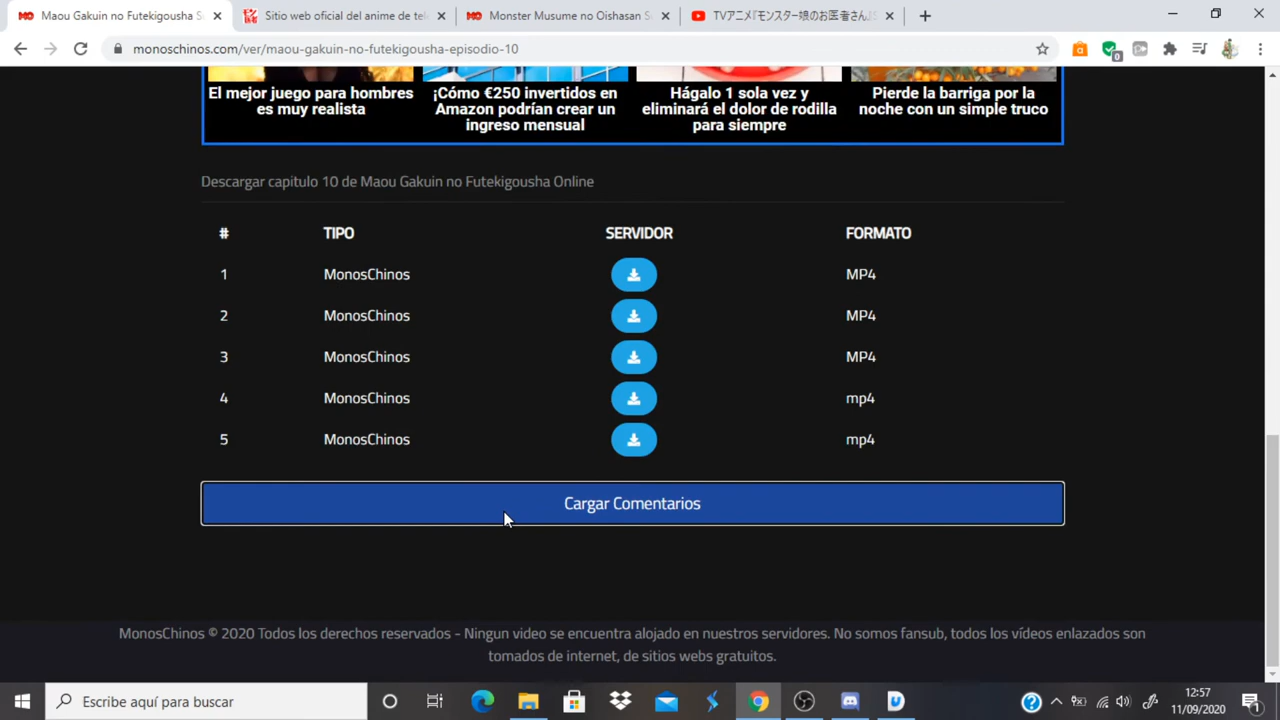 Maou Gakuin no Futekigousha S
Sitio web oficial del anime de tele
Monster Musume no Oishasan S
TVアニメ『モンスター娘のお医者さん』S
monoschinos.com/ver/maou-gakuin-no-futekigousha-episodio-10
El mejor juego para hombres
es muy realista
¡Cómo €250 invertidos en
Amazon podrían crear un
ingreso mensual
Hágalo 1 sola vez y
eliminará el dolor de rodilla
para siempre
Pierde la barriga por la
noche con un simple truco
Descargar capitulo 10 de Maou Gakuin no Futekigousha Online
# TIPO SERVIDOR FORMATO
1 MonosChinos MP4
2 MonosChinos MP4
3 MonosChinos MP4
4 MonosChinos mp4
5 MonosChinos mp4
Cargar Comentarios
MonosChinos © 2020 Todos los derechos reservados - Ningun video se encuentra alojado en nuestros servidores. No somos fansub, todos los vídeos enlazados son
tomados de internet, de sitios webs gratuitos.
Escribe aquí para buscar
12:57
11/09/2020